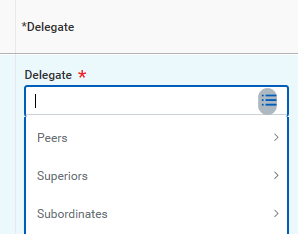 *Delegate
Delegate *
Peers
Superiors
Subordinates